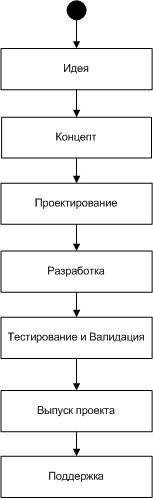 Идея
Концепт
Проектирование
Разработка
Тестирование и Валидация
Выпуск проекта
Поддержка